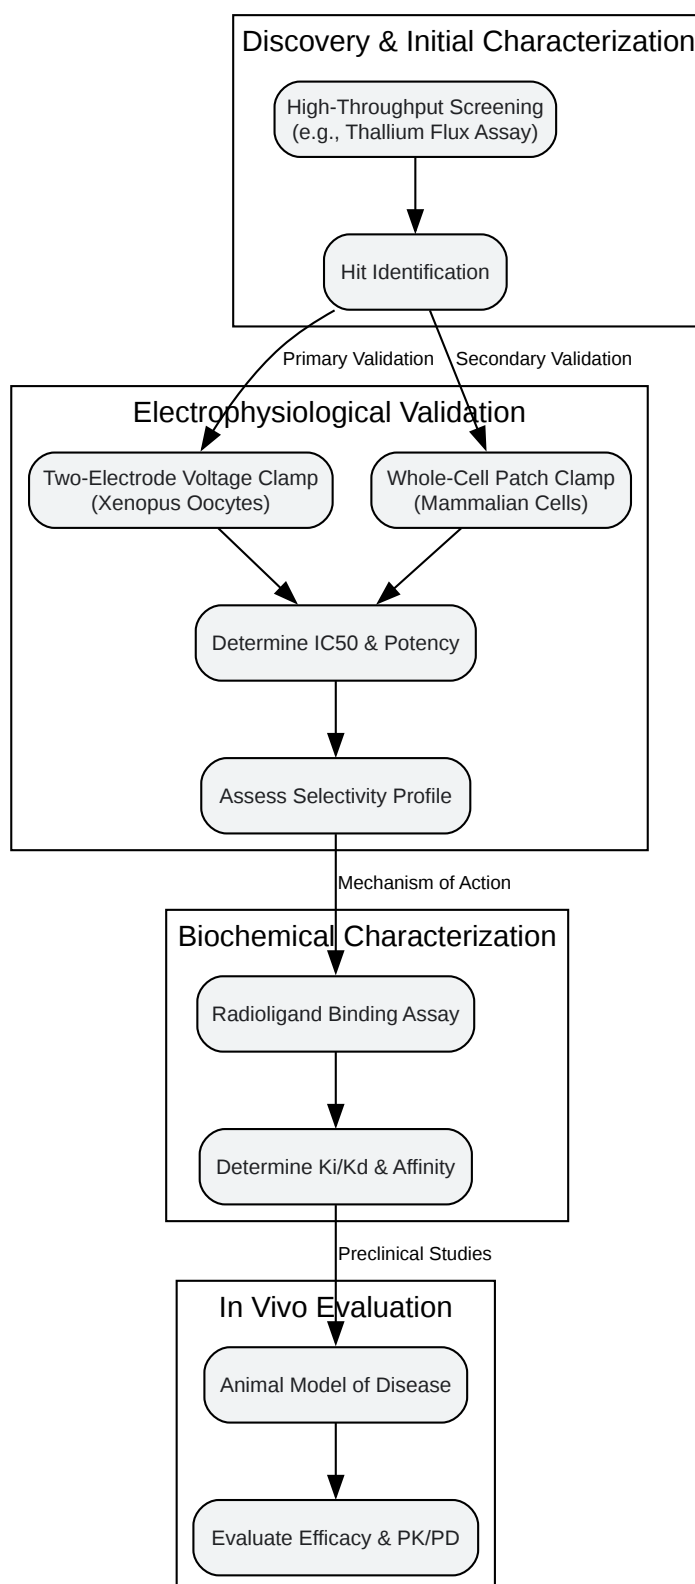 Discovery & Initial Characterization
High-Throughput Screening
(e.g., Thallium Flux Assay)
Hit Identification
Primary Validation
Secondary Validation
Electrophysiological Validation
Two-Electrode Voltage Clamp
(Xenopus Oocytes)
Whole-Cell Patch Clamp
(Mammalian Cells)
Determine IC50 & Potency
Assess Selectivity Profile
Mechanism of Action
Biochemical Characterization
Radioligand Binding Assay
Determine Ki/Kd & Affinity
Preclinical Studies
In Vivo Evaluation
Animal Model of Disease
Evaluate Efficacy & PK/PD